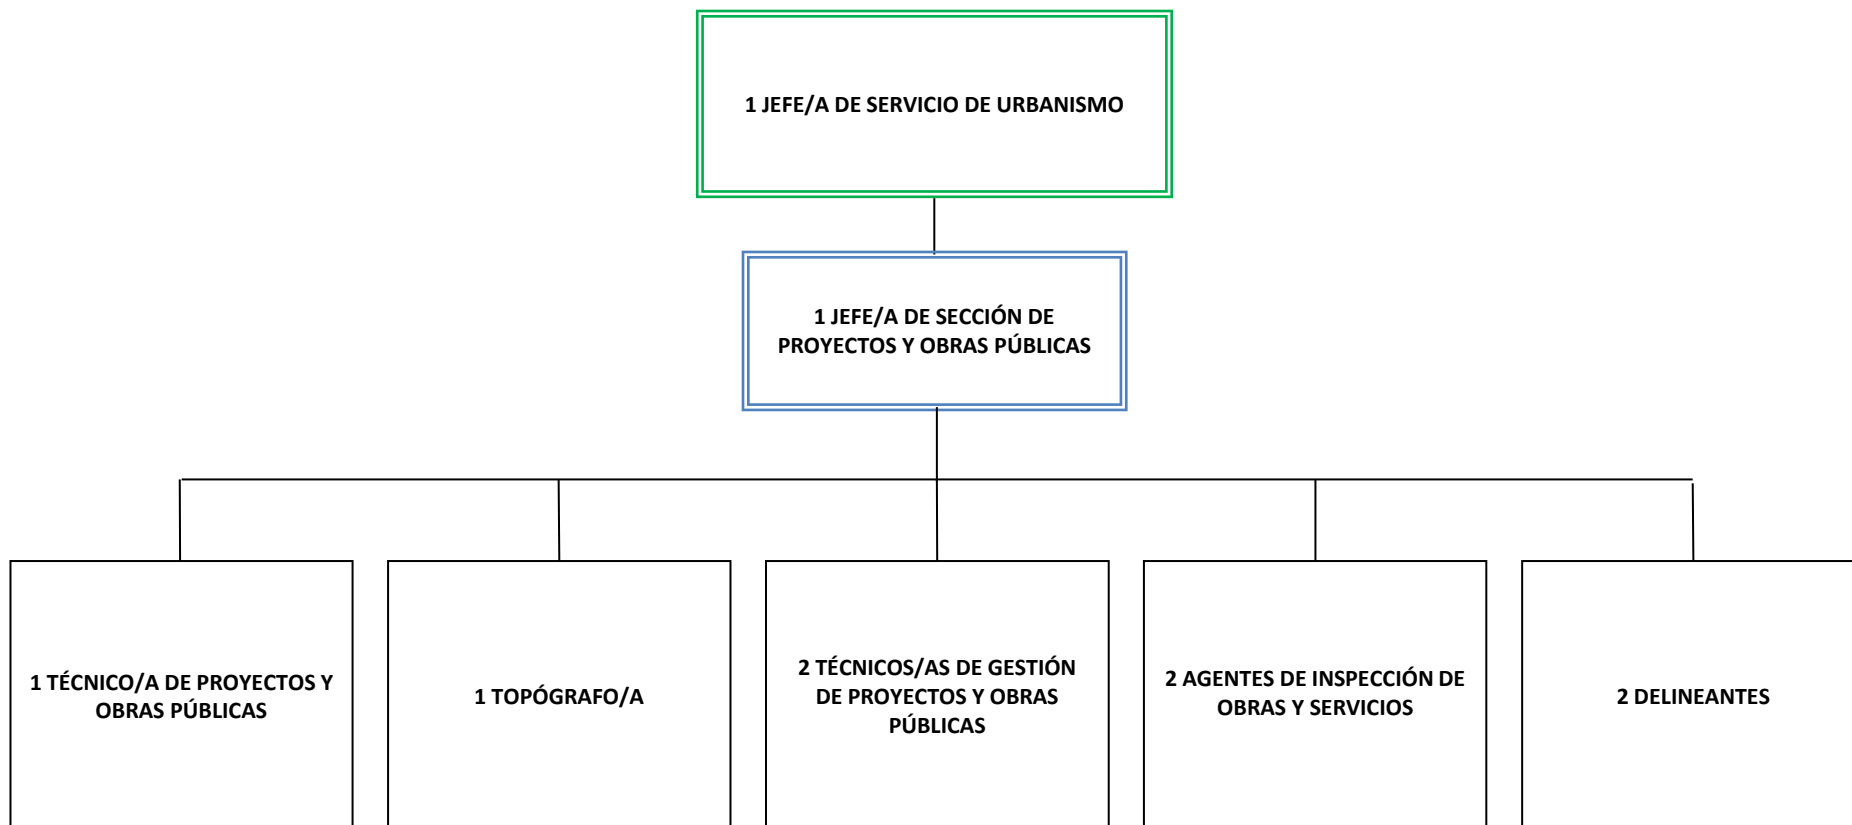 1 JEFE/A DE SERVICIO DE URBANISMO
1 JEFE/A DE SECCIÓN DE
PROYECTOS Y OBRAS PÚBLICAS
1 TÉCNICO/A DE PROYECTOS Y
OBRAS PÚBLICAS
1 TOPÓGRAFO/A
2 TÉCNICOS/AS DE GESTIÓN
DE PROYECTOS Y OBRAS
PÚBLICAS
2 AGENTES DE INSPECCIÓN DE
OBRAS Y SERVICIOS
2 DELINEANTES